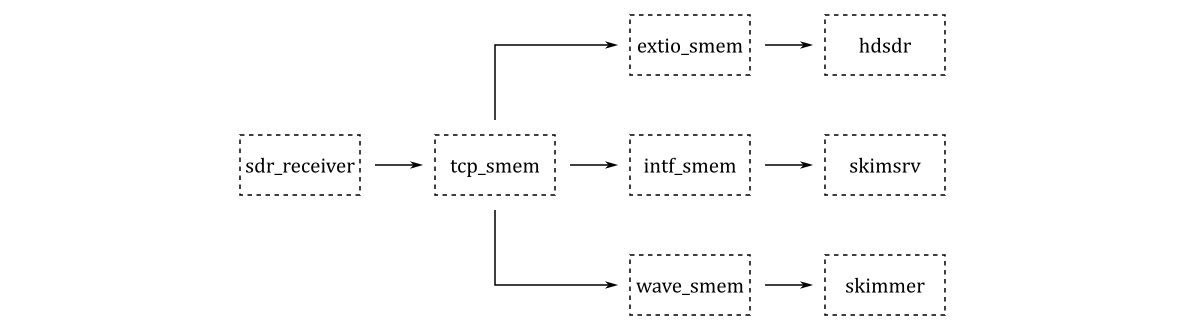 extio_smem
hdsdr
sdr_receiver
tcp_smem
intf_smem
skimsrv
wave_smem
skimmer